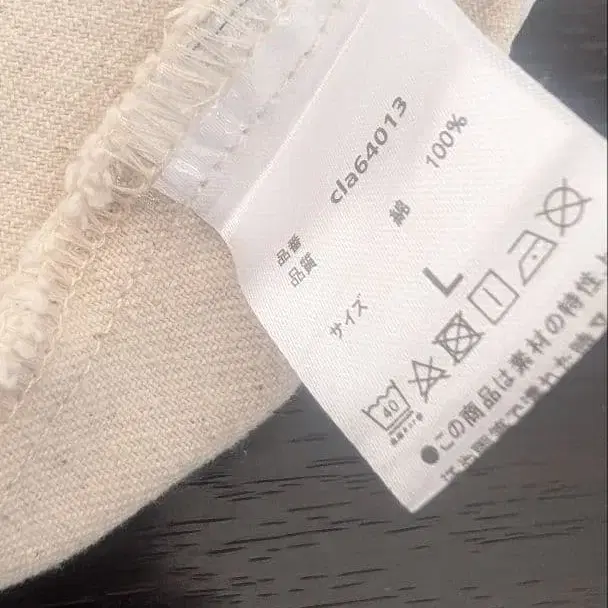 品番 cla64013
品質 綿 100%
サイズ L
40
●この商品は素材の特性上